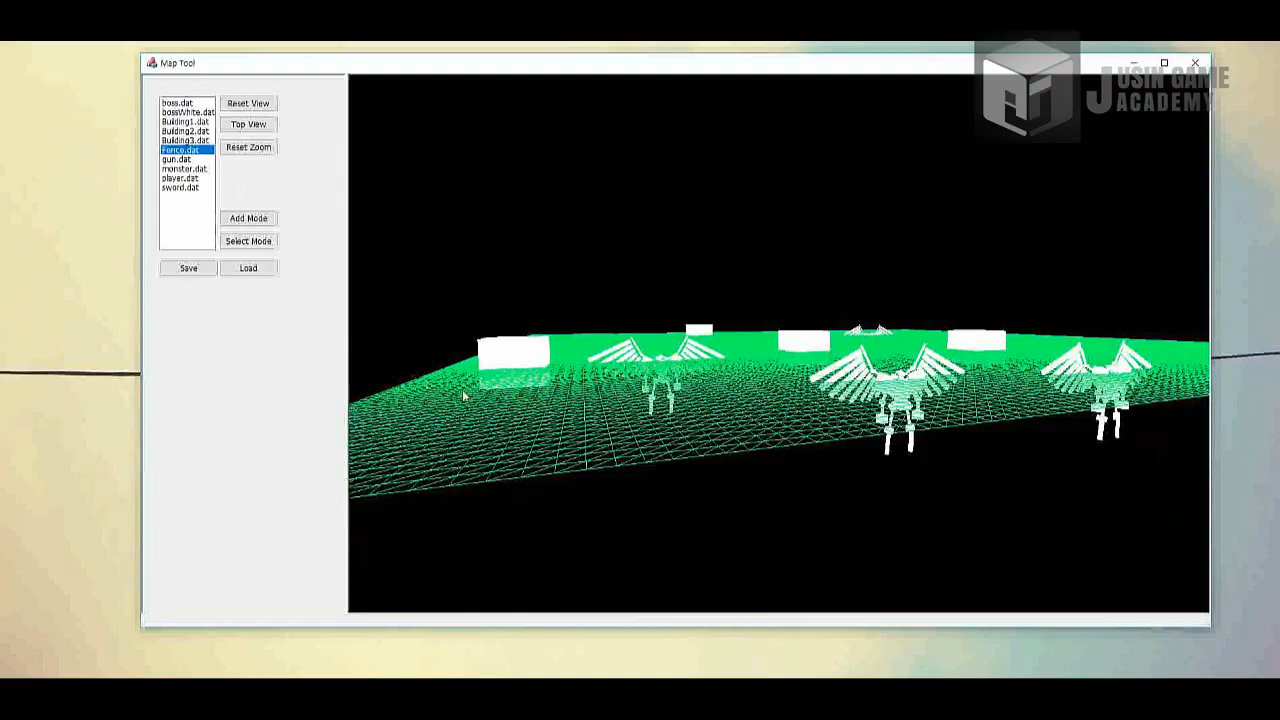 Map Tool
JUSIN GAME
ACADEMY
boss.dat
bossWhite.dat
Building1.dat
Building2.dat
Building3.dat
Fence.dat
gun.dat
monster.dat
player.dat
sword.dat
Reset View
Top View
Reset Zoom
Add Mode
Select Mode
Save
Load